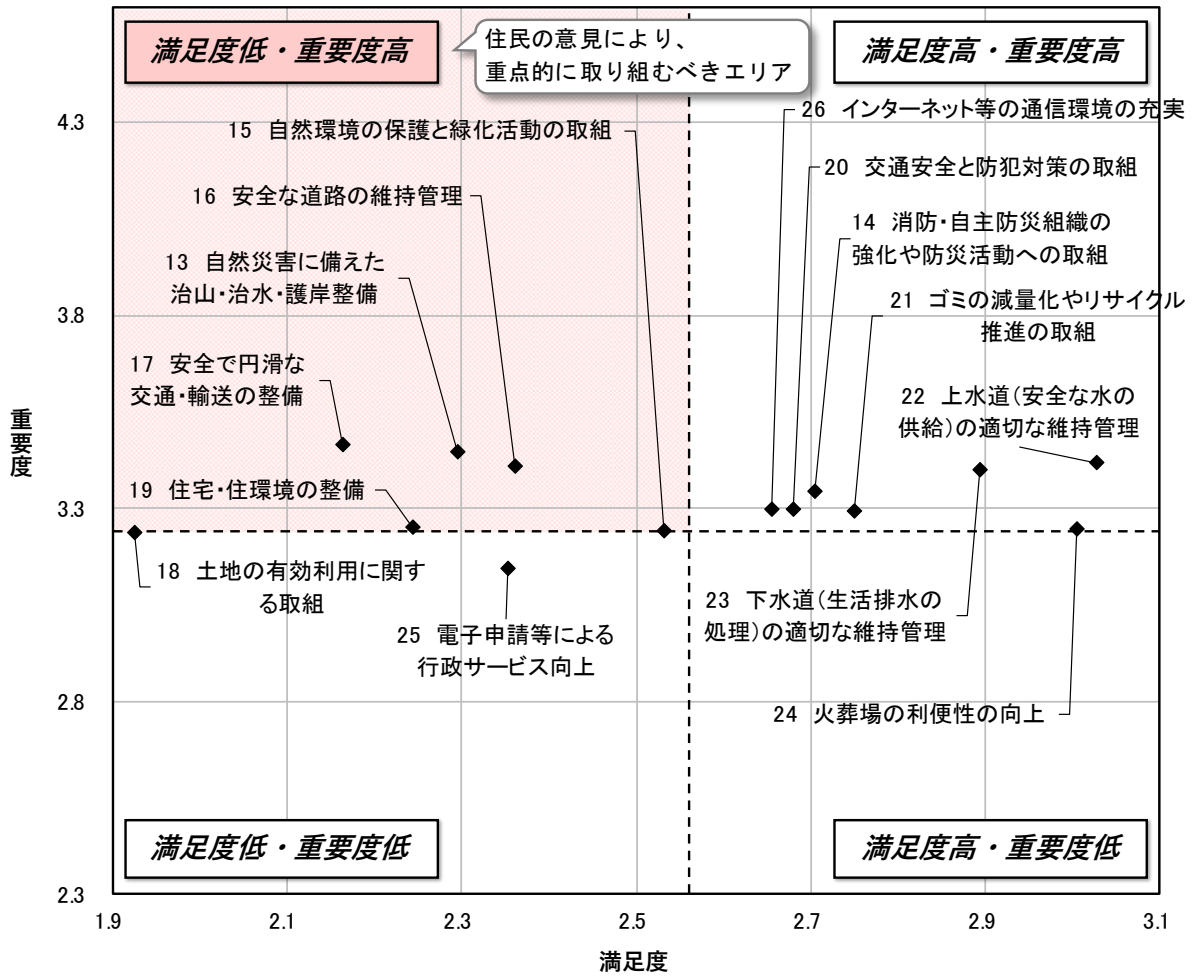 満足度低・重要度高
住民の意見により、
重点的に取り組むべきエリア
満足度高・重要度高
26 インターネット等の通信環境の充実
4.3
15 自然環境の保護と緑化活動の取組
20 交通安全と防犯対策の取組
16 安全な道路の維持管理
14 消防・自主防災組織の
強化や防災活動への取組
13 自然災害に備えた
治山・治水・護岸整備
21 ゴミの減量化やリサイクル
推進の取組
3.8
17 安全で円滑な
交通・輸送の整備
22 上水道(安全な水の
供給)の適切な維持管理
重要度
19 住宅・住環境の整備
3.3
18 土地の有効利用に関す
る取組
23 下水道(生活排水の
処理)の適切な維持管理
25 電子申請等による
行政サービス向上
2.8
24 火葬場の利便性の向上
満足度低・重要度低
満足度高・重要度低
2.3
1.9
2.1
2.3
2.5
2.7
2.9
3.1
満足度